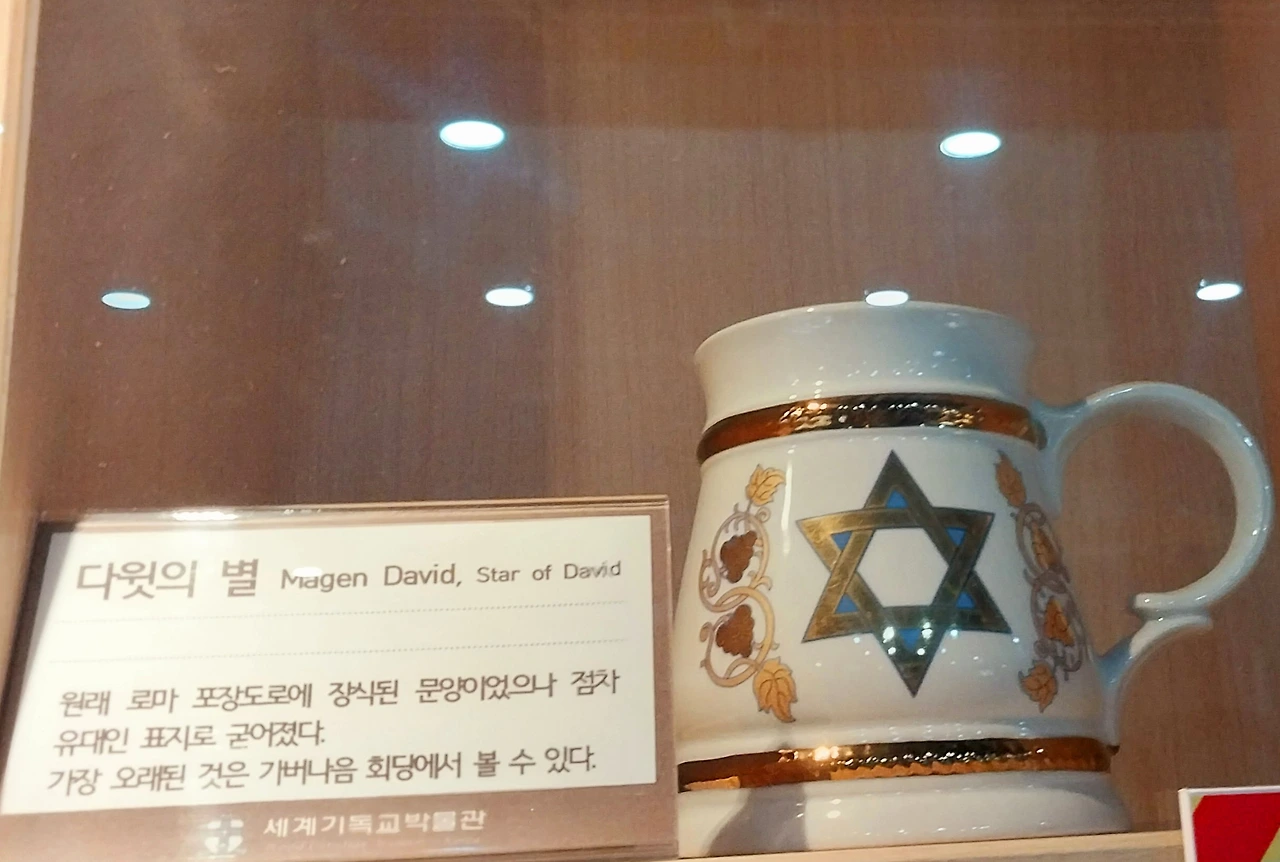 다윗의 별 Magen David, Star of David
원래 로마 포장도로에 장식된 문양이었으나 점차
유대인 표지로 굳어졌다.
가장 오래된 것은 가버나움 회당에서 볼 수 있다.
세계기독교박물관